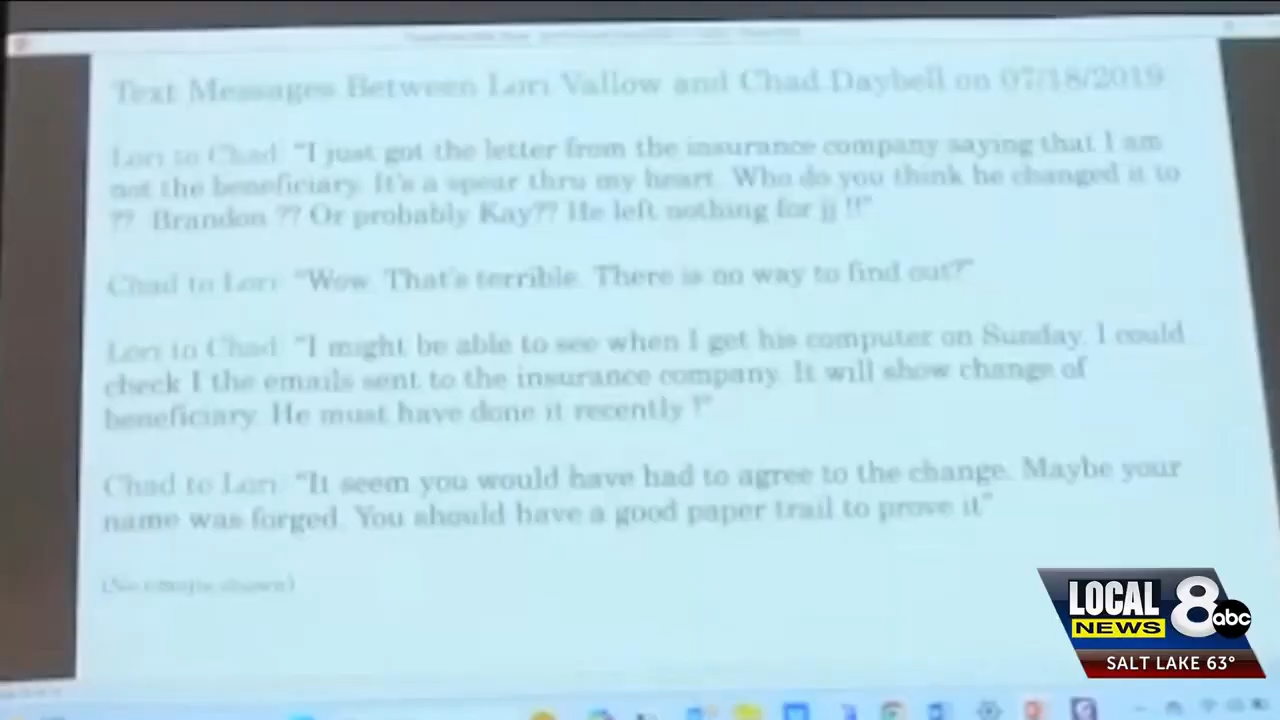 Text Messages Between Lori Vallow and Chad Daybell on 07/18/2019
Lori to Chad: "I just got the letter from the insurance company saying that I am
not the beneficiary. It's a spear thru my heart. Who do you think he changed it to
?? Brandon ?? Or probably Kay?? He left nothing for jj !!"
Chad to Lori: "Wow. That's terrible. There is no way to find out?"
Lori to Chad: "I might be able to see when I get his computer on Sunday. I could
check I the emails sent to the insurance company. It will show change of
beneficiary. He must have done it recently !"
Chad to Lori: "It seem you would have had to agree to the change. Maybe your
name was forged. You should have a good paper trail to prove it"
(No emojis shown)
LOCAL
NEWS
8
abc
SALT LAKE 63°